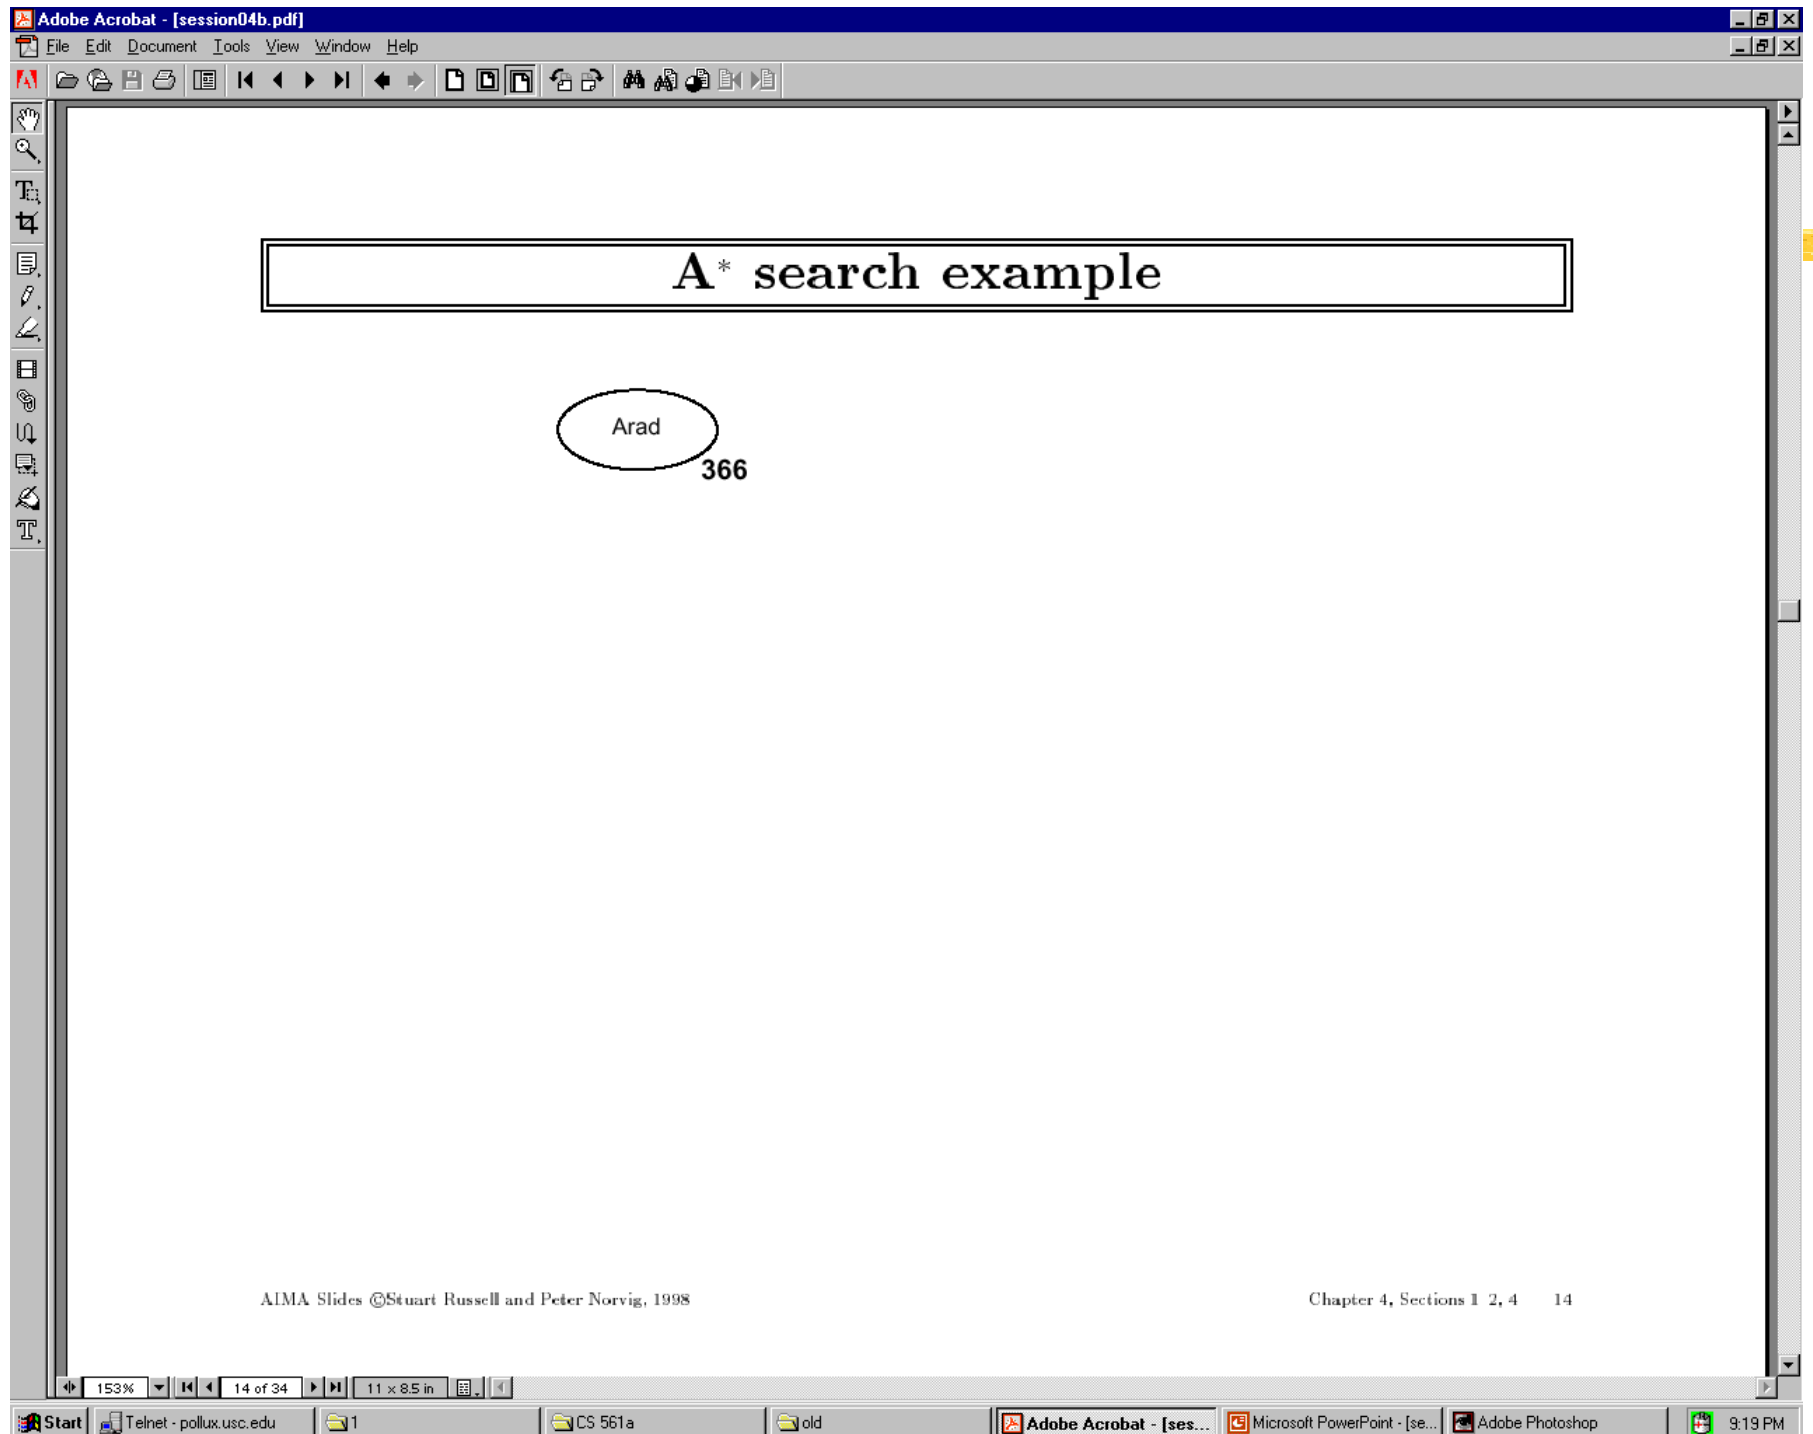 Adobe Acrobat - [session04b.pdf]
File Edit Document Tools View Window Help
A* search example
Arad
366
AIMA Slides ©Stuart Russell and Peter Norvig, 1998
Chapter 4, Sections 1 2, 4 14
153% 14 of 34 11 x 8.5 in
Start Telnet - pollux.usc.edu 1 CS 561a old Adobe Acrobat - [ses... Microsoft PowerPoint - [se... Adobe Photoshop 9:19 PM